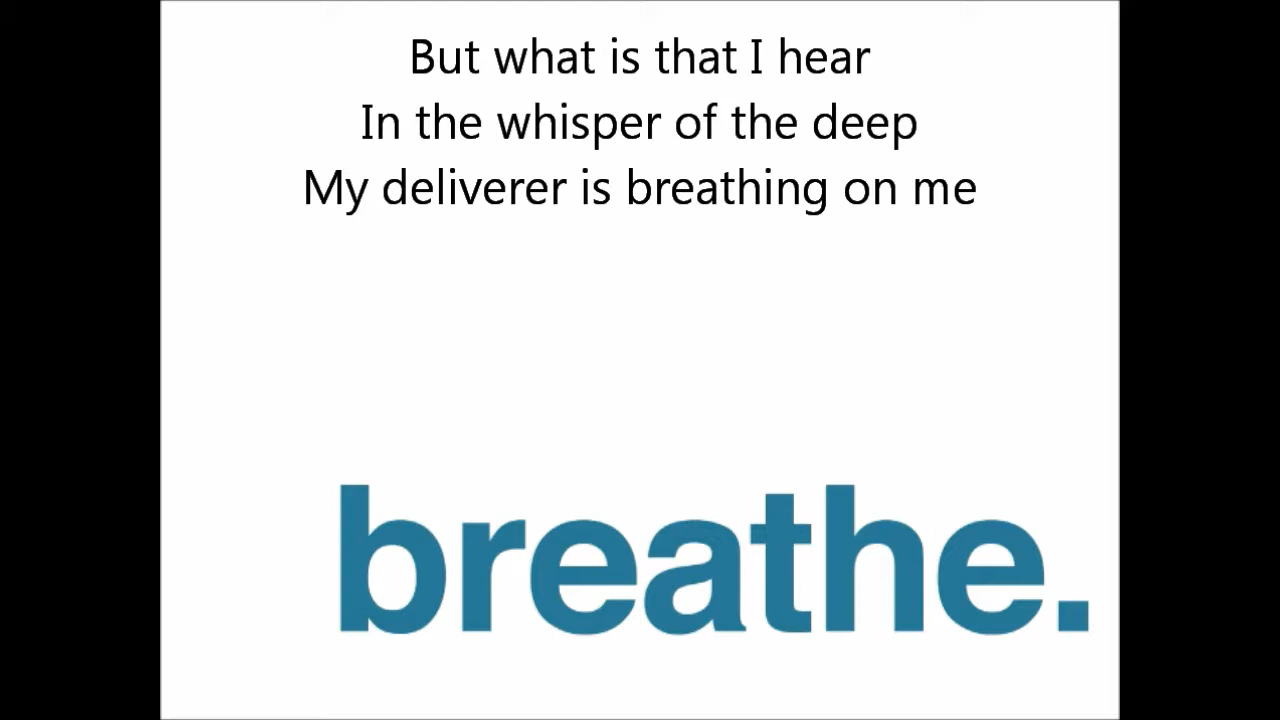 But what is that I hear
In the whisper of the deep
My deliverer is breathing on me
breathe.